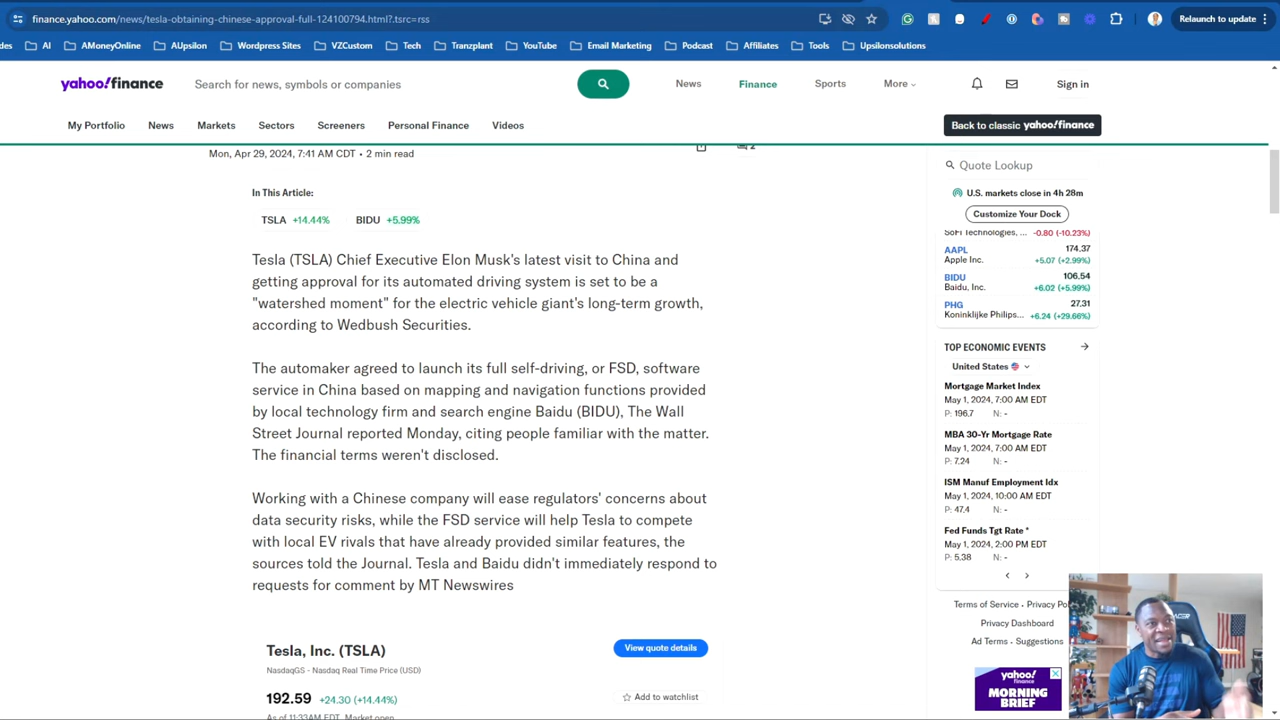 finance.yahoo.com/news/tesla-obtaining-chinese-approval-full-124100794.html?.tsrc=rss
Relaunch to update
des
AI
AMoneyOnline
AUpsilon
Wordpress Sites
VZCustom
Tech
Tranzplant
YouTube
Email Marketing
Podcast
Affiliates
Tools
Upsilonsolutions
yahoo!finance
Search for news, symbols or companies
News
Finance
Sports
More
Sign in
My Portfolio
News
Markets
Sectors
Screeners
Personal Finance
Videos
Back to classic yahoo!finance
Mon, Apr 29, 2024, 7:41 AM CDT • 2 min read
2
In This Article:
TSLA +14.44%
BIDU +5.99%
Tesla (TSLA) Chief Executive Elon Musk's latest visit to China and
getting approval for its automated driving system is set to be a
"watershed moment" for the electric vehicle giant's long-term growth,
according to Wedbush Securities.
The automaker agreed to launch its full self-driving, or FSD, software
service in China based on mapping and navigation functions provided
by local technology firm and search engine Baidu (BIDU), The Wall
Street Journal reported Monday, citing people familiar with the matter.
The financial terms weren't disclosed.
Working with a Chinese company will ease regulators' concerns about
data security risks, while the FSD service will help Tesla to compete
with local EV rivals that have already provided similar features, the
sources told the Journal. Tesla and Baidu didn't immediately respond to
requests for comment by MT Newswires
Tesla, Inc. (TSLA)
View quote details
NasdaqGS - Nasdaq Real Time Price (USD)
192.59 +24.30 (+14.44%)
Add to watchlist
As of 11:33AM EDT. Market open.
Quote Lookup
U.S. markets close in 4h 28m
Customize Your Dock
SoFi Technologies, ... -0.80 (-10.23%)
AAPL 174.37
Apple Inc. +5.07 (+2.99%)
BIDU 106.54
Baidu, Inc. +6.02 (+5.99%)
PHG 27.31
Koninklijke Philips... +6.24 (+29.66%)
TOP ECONOMIC EVENTS
United States
Mortgage Market Index
May 1, 2024, 7:00 AM EDT
P: 196.7 N: -
MBA 30-Yr Mortgage Rate
May 1, 2024, 7:00 AM EDT
P: 7.24 N: -
ISM Manuf Employment Idx
May 1, 2024, 10:00 AM EDT
P: 47.4 N: -
Fed Funds Tgt Rate *
May 1, 2024, 2:00 PM EDT
P: 5.38 N: -
Terms of Service • Privacy Po
Privacy Dashboard
Ad Terms • Suggestions
yahoo!
finance
MORNING
BRIEF
ACER